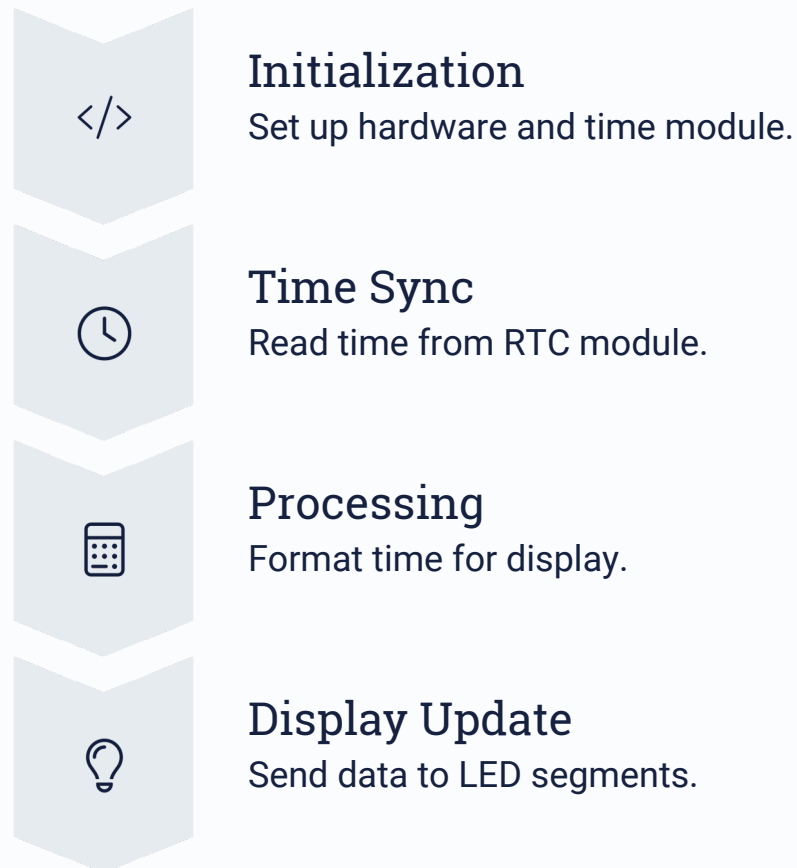 Initialization
Set up hardware and time module.
Time Sync
Read time from RTC module.
Processing
Format time for display.
Display Update
Send data to LED segments.